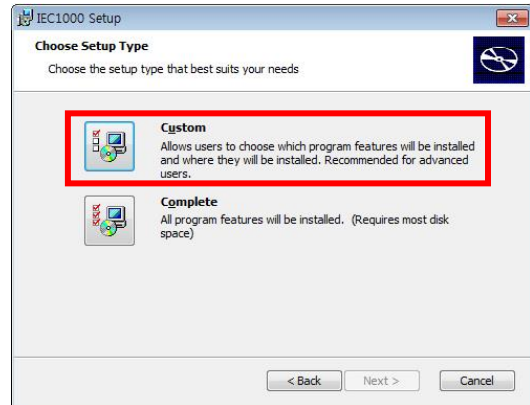 IEC1000 Setup
Choose Setup Type
Choose the setup type that best suits your needs
Custom
Allows users to choose which program features will be installed
and where they will be installed. Recommended for advanced
users.
Complete
All program features will be installed. (Requires most disk
space)
< Back Next > Cancel